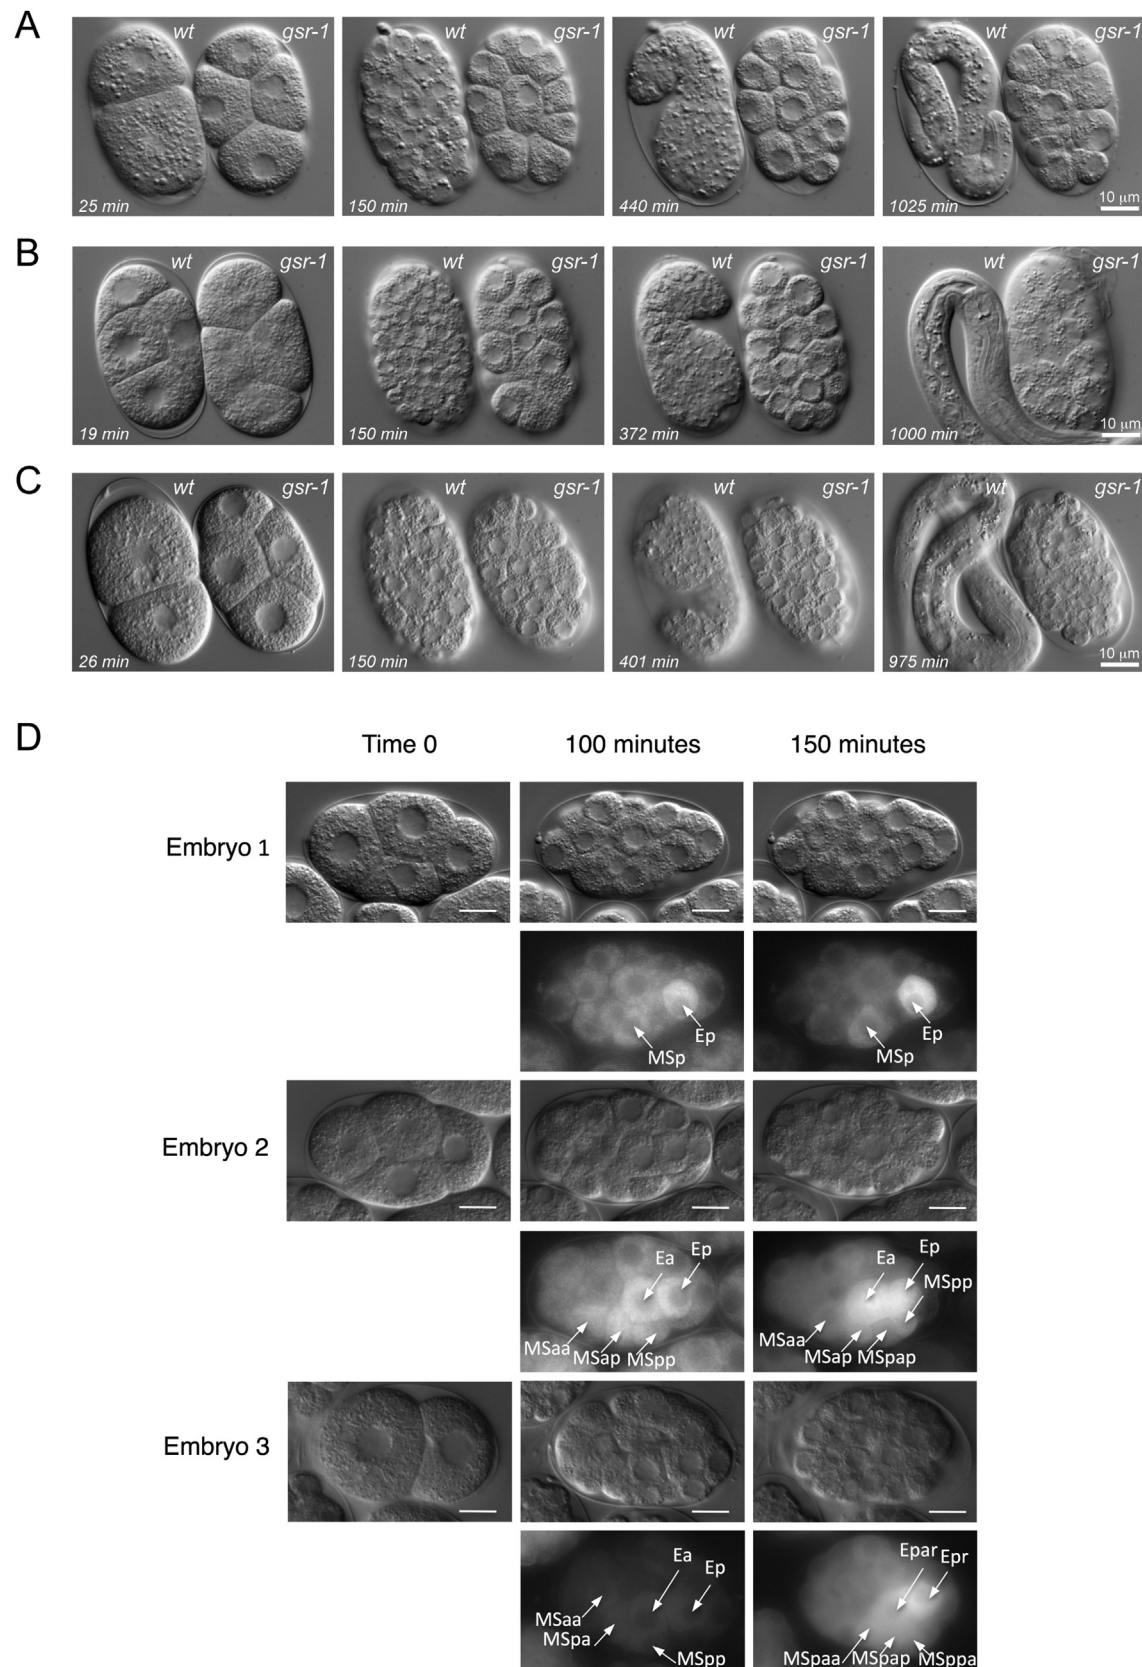 A
wt gsr-1 wt gsr-1 wt gsr-1 wt gsr-1
25 min 150 min 440 min 1025 min 10 μm
B
wt gsr-1 wt gsr-1 wt gsr-1 wt gsr-1
19 min 150 min 372 min 1000 min 10 μm
C
wt gsr-1 wt gsr-1 wt gsr-1 wt gsr-1
26 min 150 min 401 min 975 min 10 μm
D
Time 0 100 minutes 150 minutes
Embryo 1
Ep Ep
MSp MSp
Embryo 2
Ea Ep Ea Ep
MSpp
MSaa MSap MSpp MSaa MSap MSpap
Embryo 3
Ea Ep Epar Epr
MSaa
MSpa
MSpp MSpaa MSpap MSppa